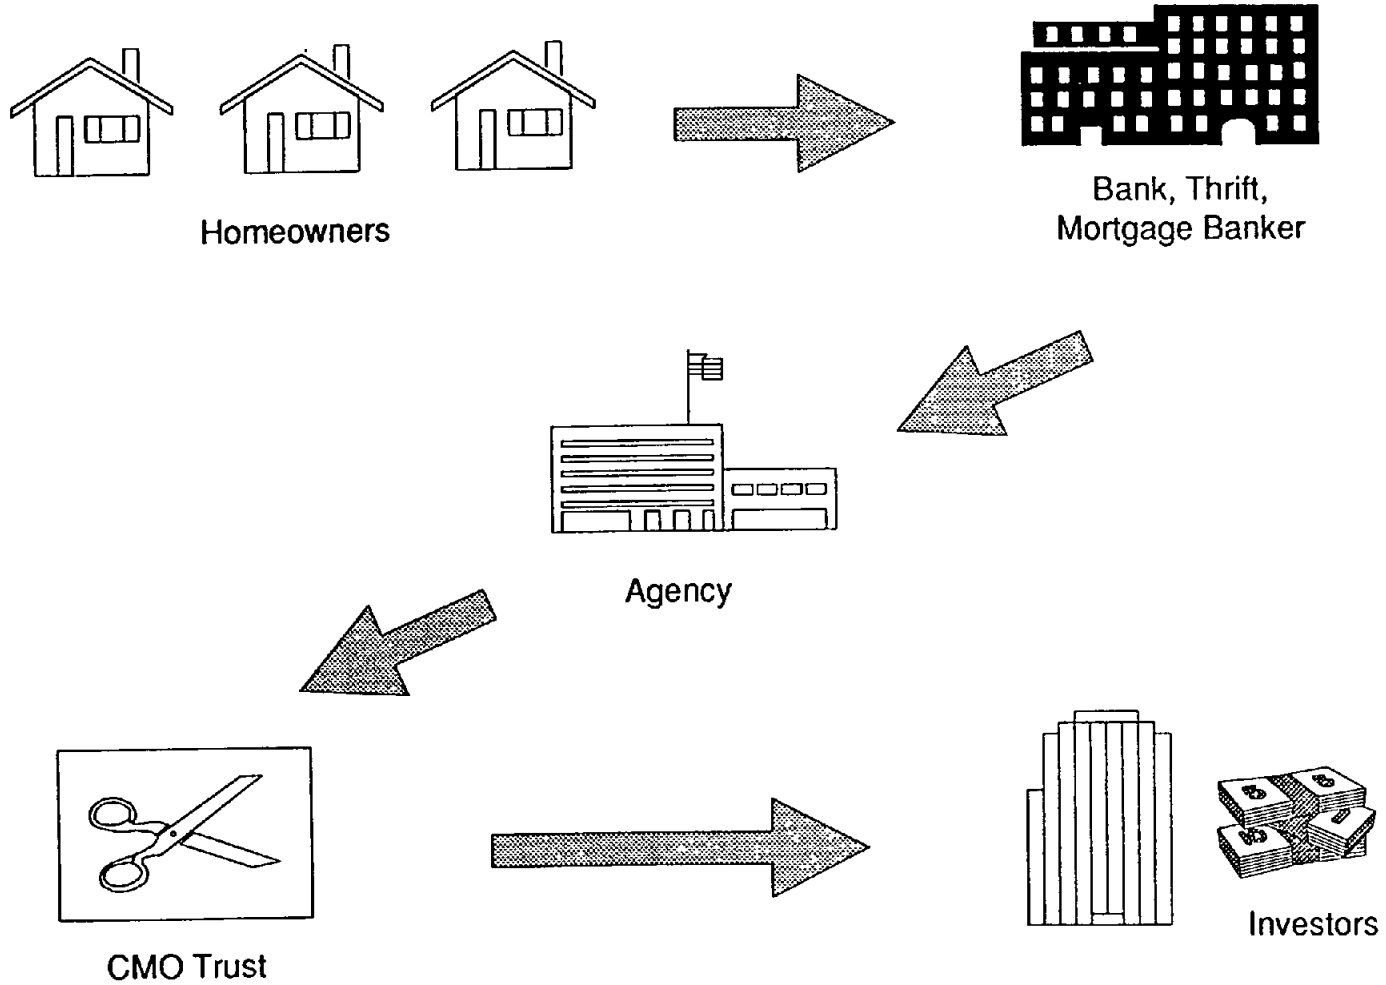 Homeowners
Bank, Thrift,
Mortgage Banker
Agency
CMO Trust
Investors